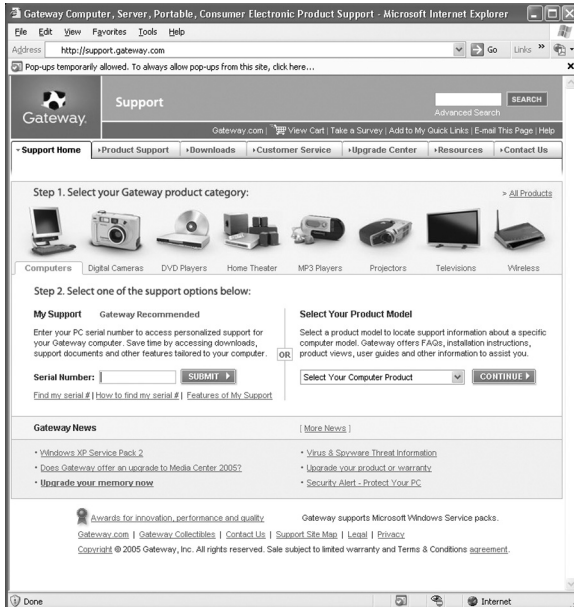 Gateway Computer, Server, Portable, Consumer Electronic Product Support - Microsoft Internet Explorer
File Edit View Favorites Tools Help
Address http://support.gateway.com Go Links »
Pop-ups temporarily allowed. To always allow pop-ups from this site, click here...
Gateway.
Support
SEARCH
Advanced Search
Gateway.com | View Cart | Take a Survey | Add to My Quick Links | E-mail This Page | Help
Support Home Product Support Downloads Customer Service Upgrade Center Resources Contact Us
Step 1. Select your Gateway product category:
> All Products
Computers Digital Cameras DVD Players Home Theater MP3 Players Projectors Televisions Wireless
Step 2. Select one of the support options below:
My Support Gateway Recommended
Enter your PC serial number to access personalized support for
your Gateway computer. Save time by accessing downloads,
support documents and other features tailored to your computer.
Serial Number: SUBMIT
Find my serial # | How to find my serial # | Features of My Support
OR
Select Your Product Model
Select a product model to locate support information about a specific
computer model. Gateway offers FAQs, installation instructions,
product views, user guides and other information to assist you.
Select Your Computer Product CONTINUE
Gateway News
[ More News ]
• Windows XP Service Pack 2
• Does Gateway offer an upgrade to Media Center 2005?
• Upgrade your memory now
• Virus & Spyware Threat Information
• Upgrade your product or warranty
• Security Alert - Protect Your PC
Awards for innovation, performance and quality Gateway supports Microsoft Windows Service packs.
Gateway.com | Gateway Collectibles | Contact Us | Support Site Map | Legal | Privacy
Copyright © 2005 Gateway, Inc. All rights reserved. Sale subject to limited warranty and Terms & Conditions agreement.
Done Internet